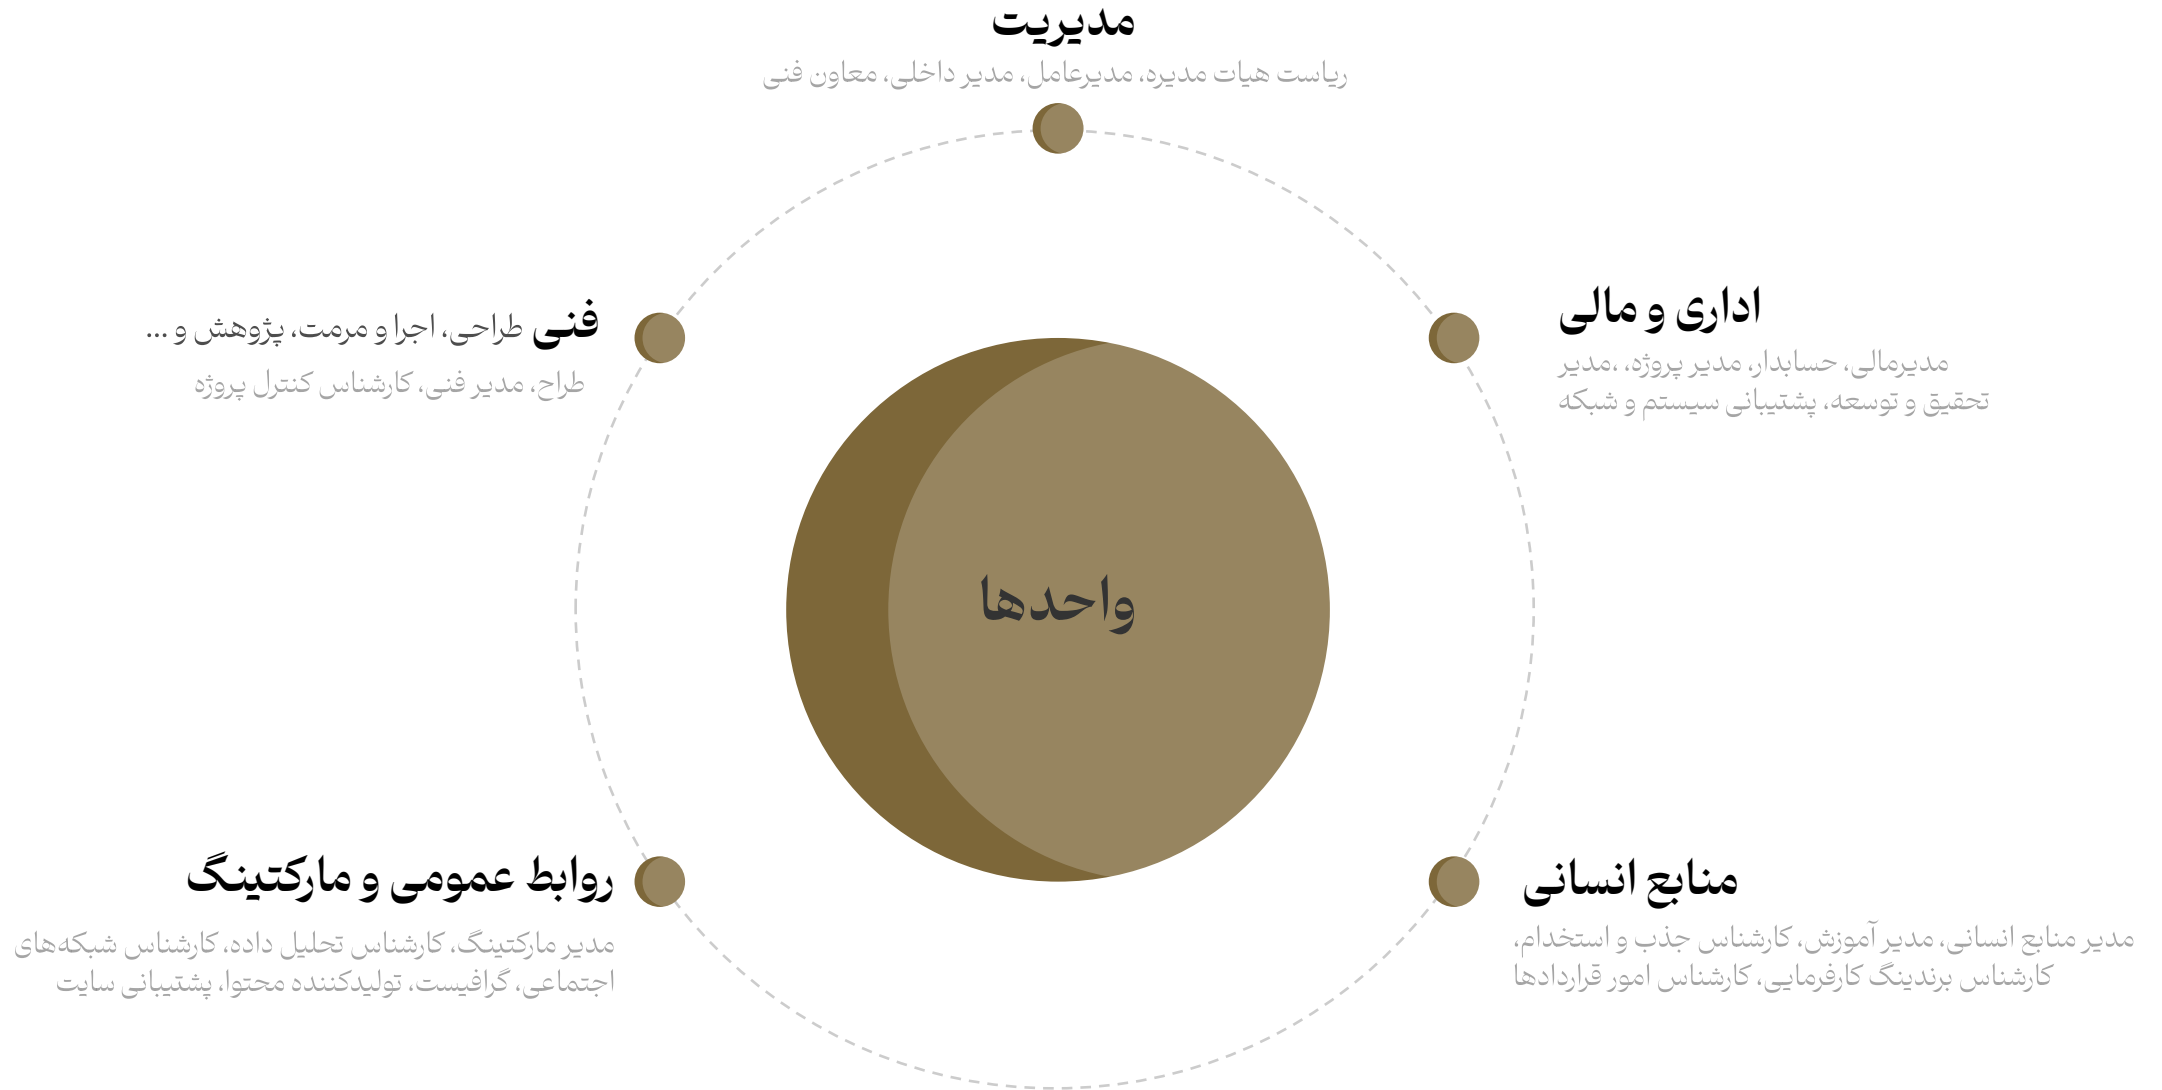 مدیریت
ریاست هیات مدیره، مدیرعامل، مدیر داخلی، معاون فنی
اداری و مالی
مدیرمالی، حسابدار، مدیر پروژه، ،مدیر
تحقیق و توسعه، پشتیبانی سیستم و شبکه
فنی طراحی، اجرا و مرمت، پژوهش و ...
طراح، مدیر فنی، کارشناس کنترل پروژه
واحدها
منابع انسانی
مدیر منابع انسانی، مدیر آموزش، کارشناس جذب و استخدام،
کارشناس برندینگ کارفرمایی، کارشناس امور قراردادها
روابط عمومی و مارکتینگ
مدیر مارکتینگ، کارشناس تحلیل داده، کارشناس شبکه‌های
اجتماعی، گرافیست، تولیدکننده محتوا، پشتیبانی سایت